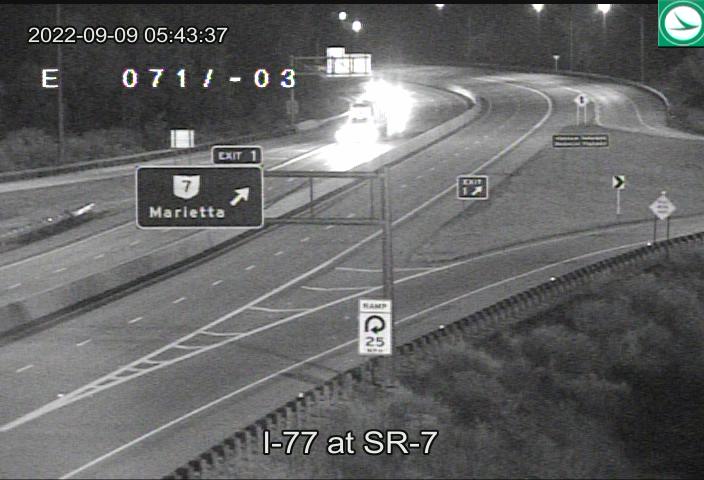 2022-09-09 05:43:37
E 071/-03
EXIT 1
7
Marietta
EXIT
1
RAMP
25
MPH
I-77 at SR-7